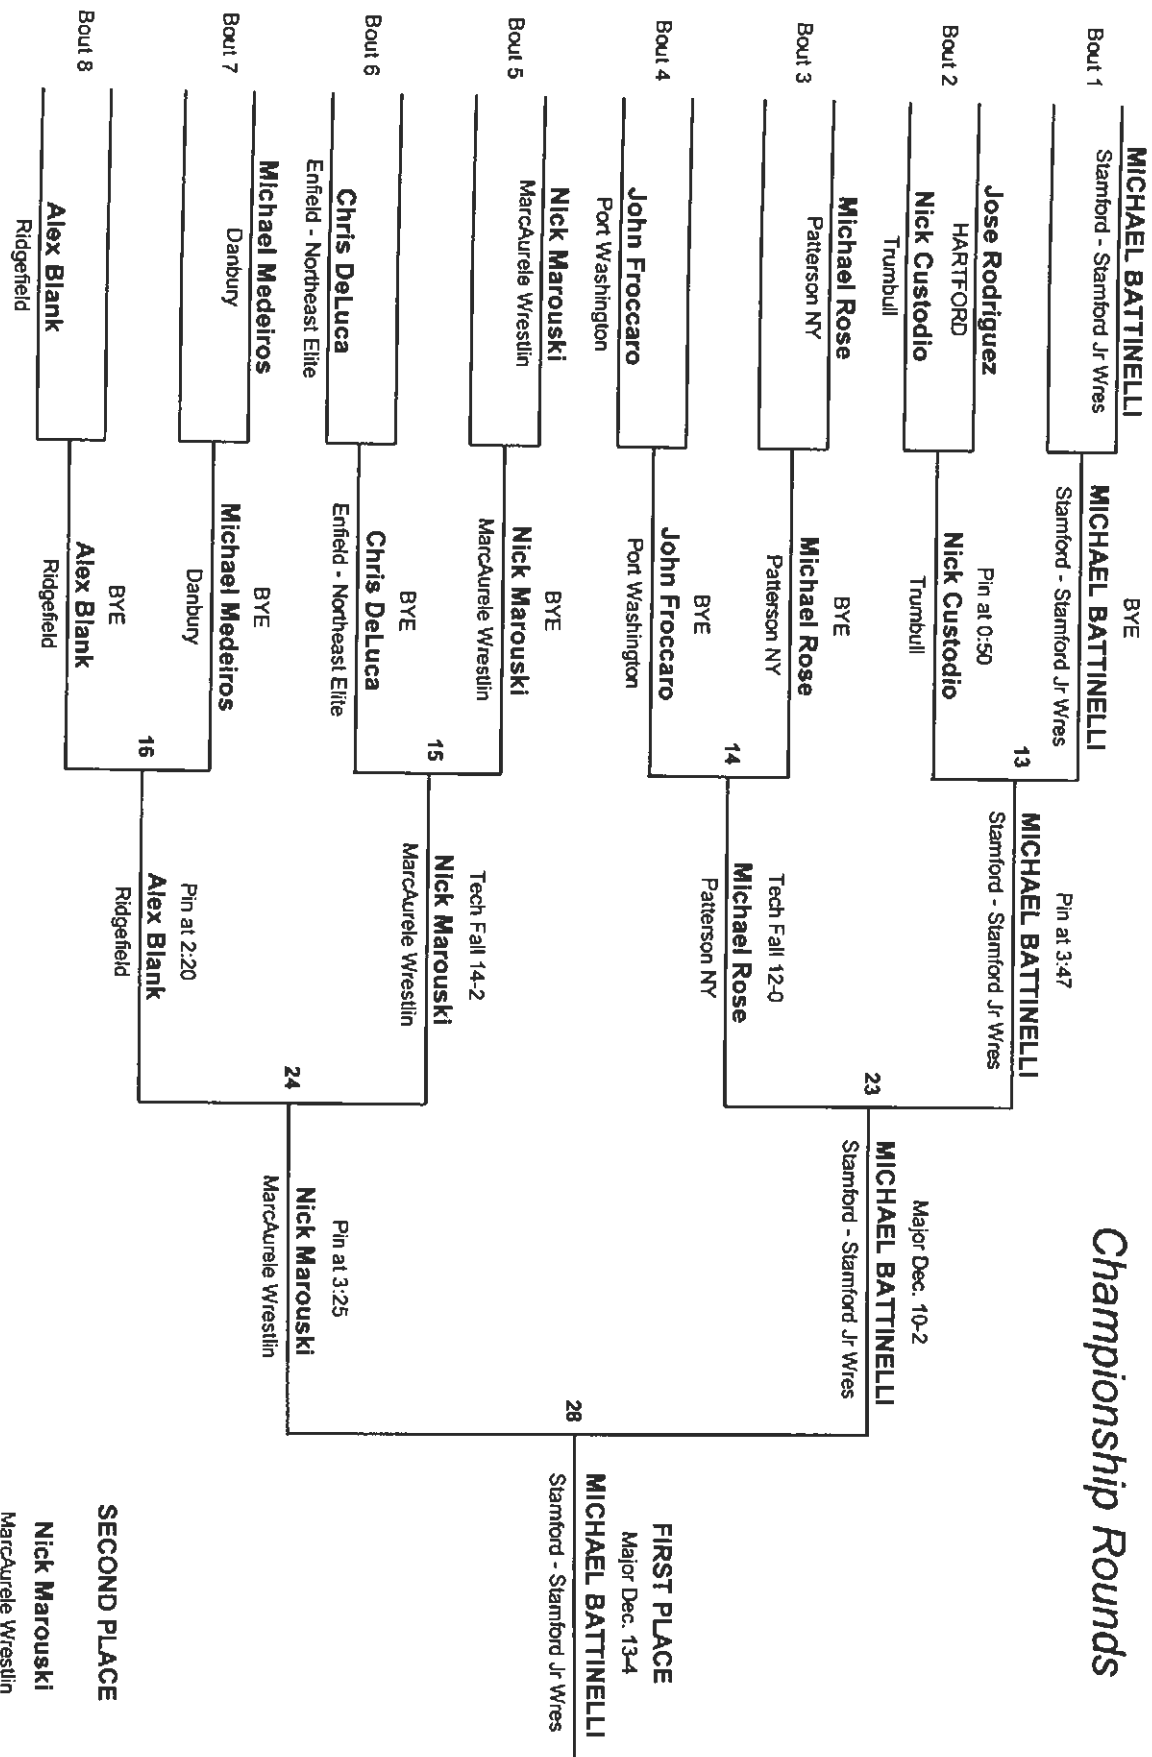 Championship Rounds
Bout 1
MICHAEL BATTINELLI
Stamford - Stamford Jr Wres
Bout 2
Jose Rodriguez
HARTFORD
Nick Custodio
Trumbull
Bout 3
Michael Rose
Patterson NY
Bout 4
John Froccaro
Port Washington
Bout 5
Nick Marouski
MarcAurele Wrestlin
Bout 6
Chris DeLuca
Enfield - Northeast Elite
Bout 7
Michael Medeiros
Danbury
Bout 8
Alex Blank
Ridgefield
BYE
MICHAEL BATTINELLI
Stamford - Stamford Jr Wres
13
Pin at 0:50
Nick Custodio
Trumbull
BYE
Michael Rose
Patterson NY
14
BYE
John Froccaro
Port Washington
BYE
Nick Marouski
MarcAurele Wrestlin
15
BYE
Chris DeLuca
Enfield - Northeast Elite
BYE
Michael Medeiros
Danbury
16
BYE
Alex Blank
Ridgefield
Pin at 3:47
MICHAEL BATTINELLI
Stamford - Stamford Jr Wres
23
Tech Fall 12-0
Michael Rose
Patterson NY
Tech Fall 14-2
Nick Marouski
MarcAurele Wrestlin
24
Pin at 2:20
Alex Blank
Ridgefield
Major Dec. 10-2
MICHAEL BATTINELLI
Stamford - Stamford Jr Wres
28
Pin at 3:25
Nick Marouski
MarcAurele Wrestlin
FIRST PLACE
Major Dec. 13-4
MICHAEL BATTINELLI
Stamford - Stamford Jr Wres
SECOND PLACE
Nick Marouski
MarcAurele Wrestlin